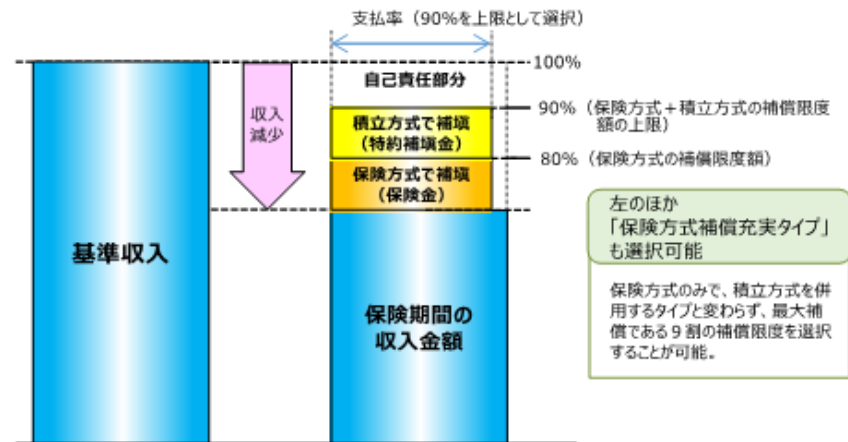 支払率（90％を上限として選択）
100%
自己責任部分
収入
減少
90%（保険方式＋積立方式の補償限度
額の上限）
積立方式で補塡
（特約補塡金）
80%（保険方式の補償限度額）
保険方式で補塡
（保険金）
基準収入
保険期間の
収入金額
左のほか
「保険方式補償充実タイプ」
も選択可能
保険方式のみで、積立方式を併
用するタイプと変わらず、最大補
償である９割の補償限度を選択
することが可能。